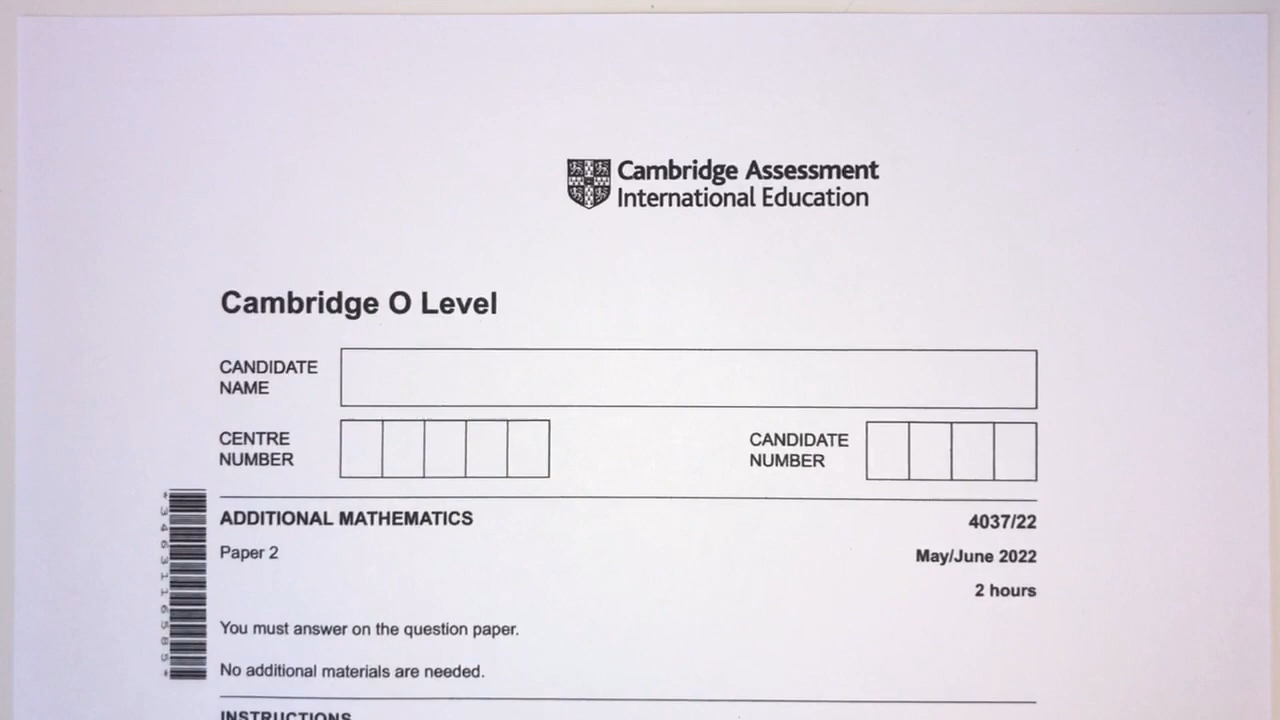 Cambridge Assessment
International Education
Cambridge O Level
CANDIDATE
NAME
CENTRE
NUMBER
CANDIDATE
NUMBER
*3463116585*
ADDITIONAL MATHEMATICS
4037/22
Paper 2
May/June 2022
2 hours
You must answer on the question paper.
No additional materials are needed.
INSTRUCTIONS